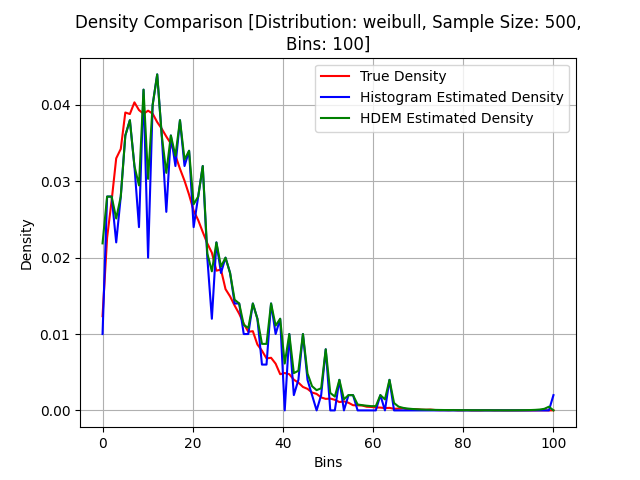 Density Comparison [Distribution: weibull, Sample Size: 500,
Bins: 100]
True Density
Histogram Estimated Density
HDEM Estimated Density
Density
0.04
0.03
0.02
0.01
0.00
0
20
40
60
80
100
Bins